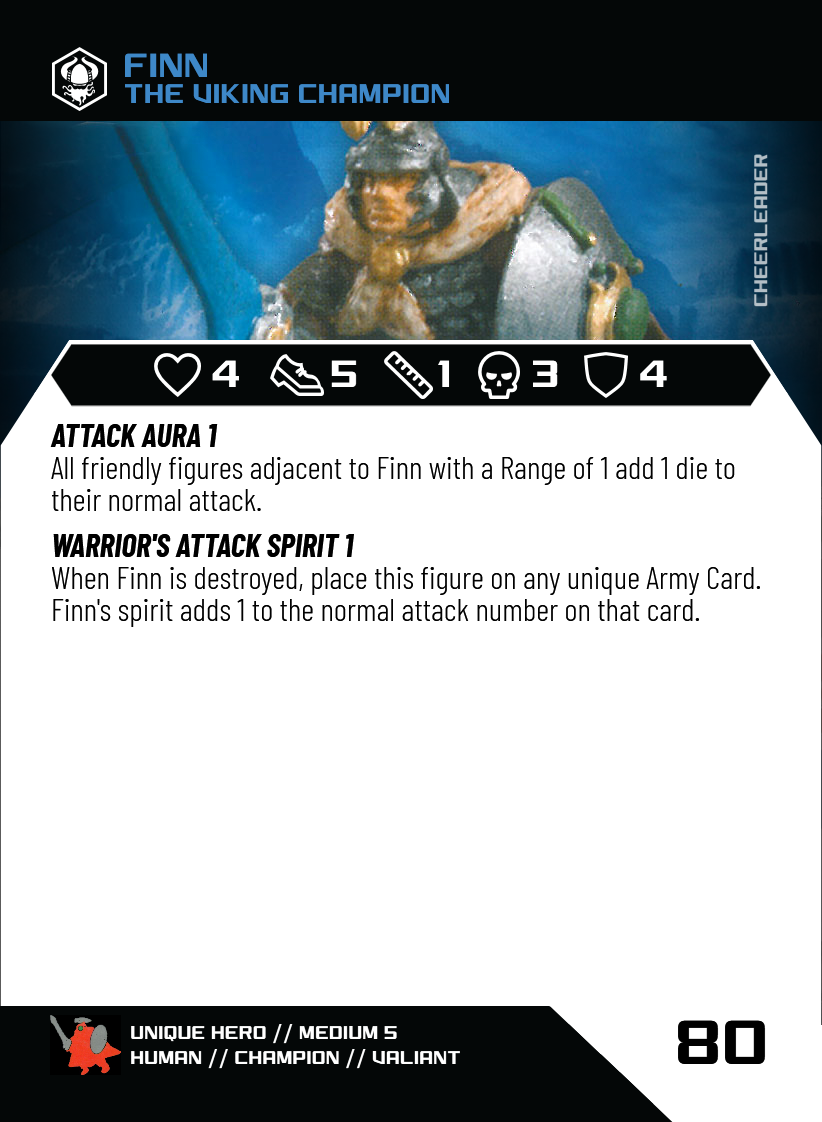 FINN
THE VIKING CHAMPION
CHEERLEADER
4 5 1 3 4
ATTACK AURA 1
All friendly figures adjacent to Finn with a Range of 1 add 1 die to
their normal attack.
WARRIOR'S ATTACK SPIRIT 1
When Finn is destroyed, place this figure on any unique Army Card.
Finn's spirit adds 1 to the normal attack number on that card.
UNIQUE HERO // MEDIUM 5
HUMAN // CHAMPION // VALIANT
80